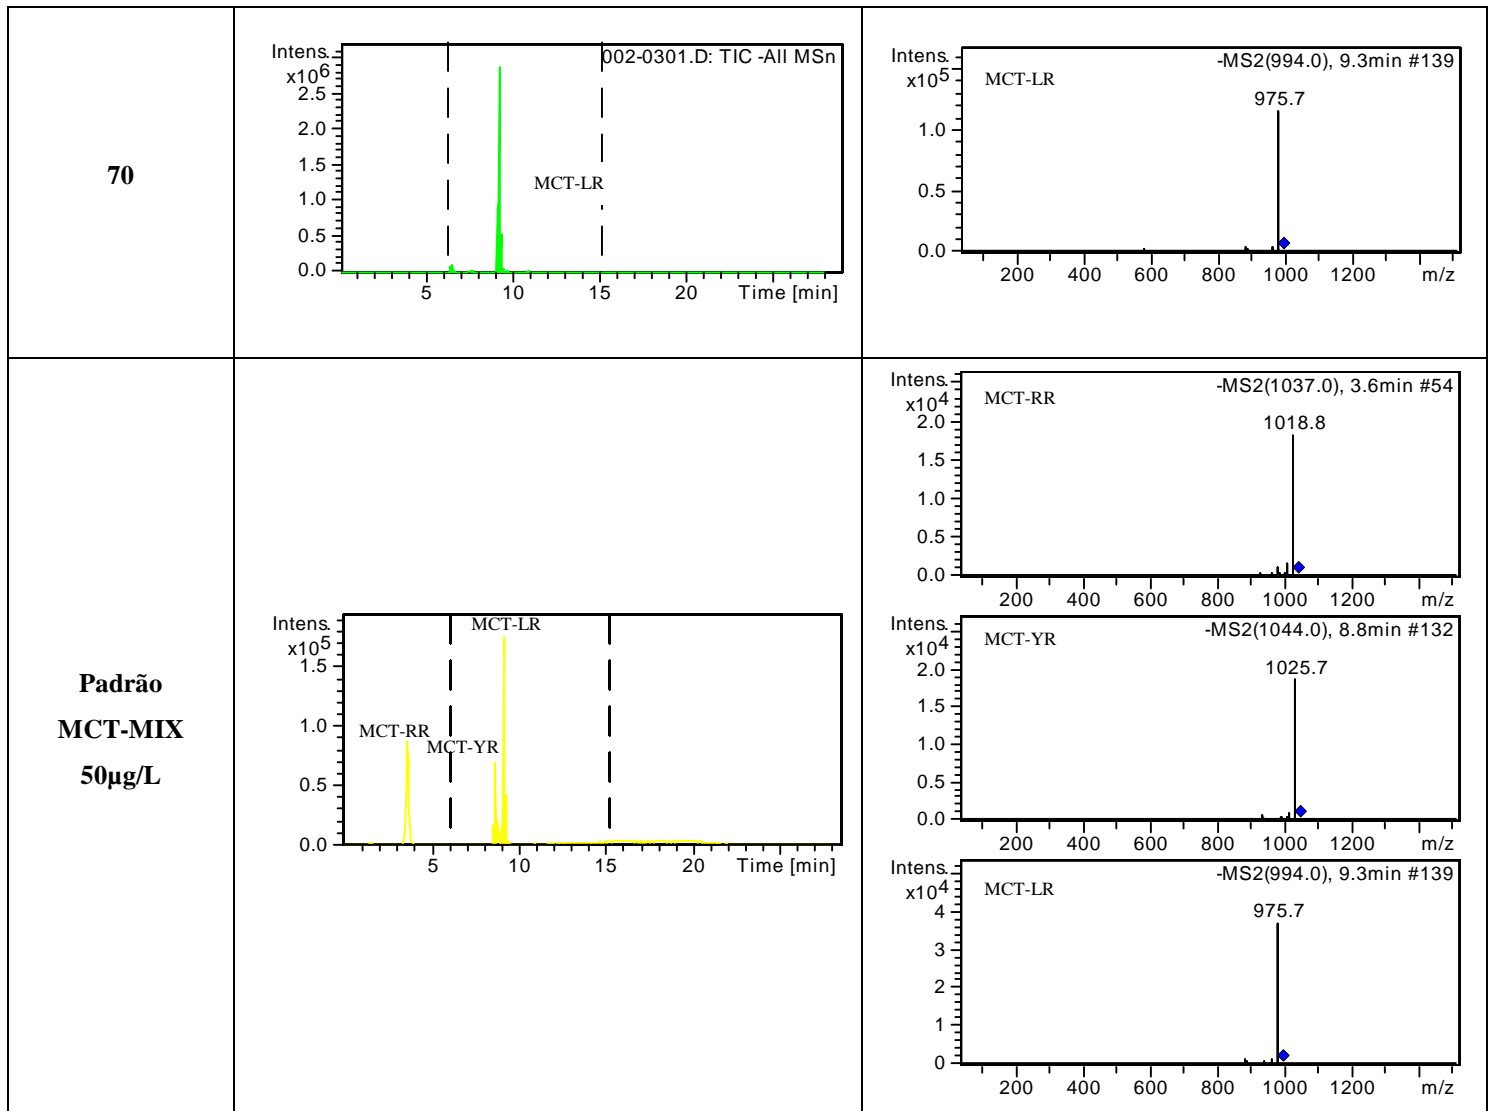 70
Intens.
x10^6
002-0301.D: TIC -All MSn
2.5
2.0
1.5
1.0
0.5
0.0
MCT-LR
5 10 15 20 Time [min]
Intens.
x10^5
MCT-LR
-MS2(994.0), 9.3min #139
975.7
1.0
0.5
0.0
200 400 600 800 1000 1200 m/z
Padrão
MCT-MIX
50µg/L
Intens.
x10^5
MCT-LR
1.5
1.0
0.5
0.0
MCT-RR
MCT-YR
5 10 15 20 Time [min]
Intens.
x10^4
MCT-RR
-MS2(1037.0), 3.6min #54
1018.8
2.0
1.5
1.0
0.5
0.0
200 400 600 800 1000 1200 m/z
Intens.
x10^4
MCT-YR
-MS2(1044.0), 8.8min #132
1025.7
2.0
1.5
1.0
0.5
0.0
200 400 600 800 1000 1200 m/z
Intens.
x10^4
MCT-LR
-MS2(994.0), 9.3min #139
975.7
4
3
2
1
0
200 400 600 800 1000 1200 m/z